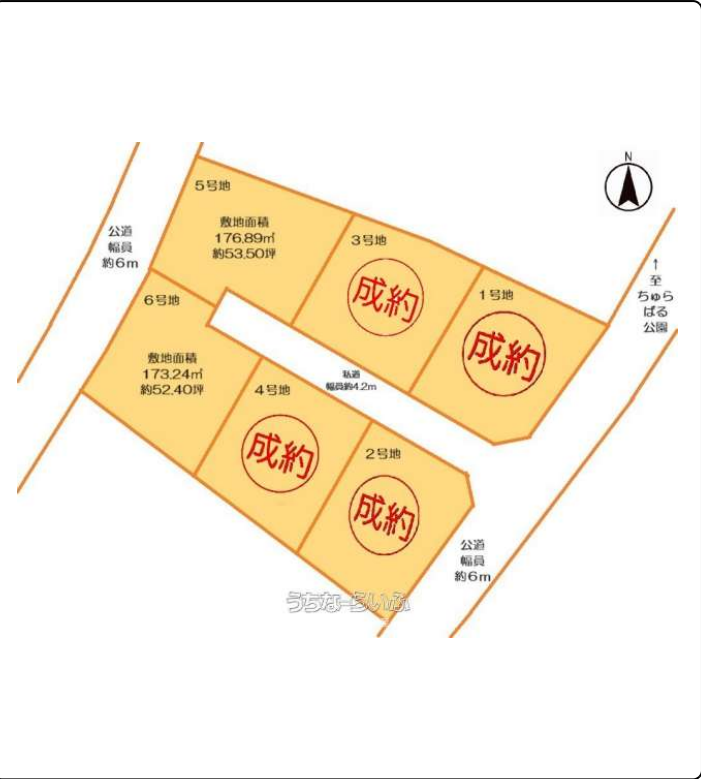 N
5号地
敷地面積
176.89㎡
約53.50坪
公道
幅員
約6m
3号地
成約
1号地
成約
↑
至
ちゅら
ばる
公園
6号地
敷地面積
173.24㎡
約52.40坪
私道
幅員約4.2m
4号地
成約
2号地
成約
公道
幅員
約6m
うちなーらいふ